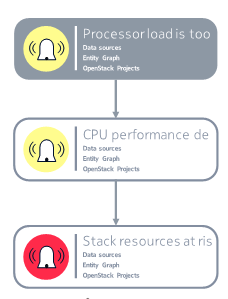 Processor load is too
Data sources
Entity Graph
OpenStack Projects
CPU performance de
Data sources
Entity Graph
OpenStack Projects
Stack resources at ris
Data sources
Entity Graph
OpenStack Projects